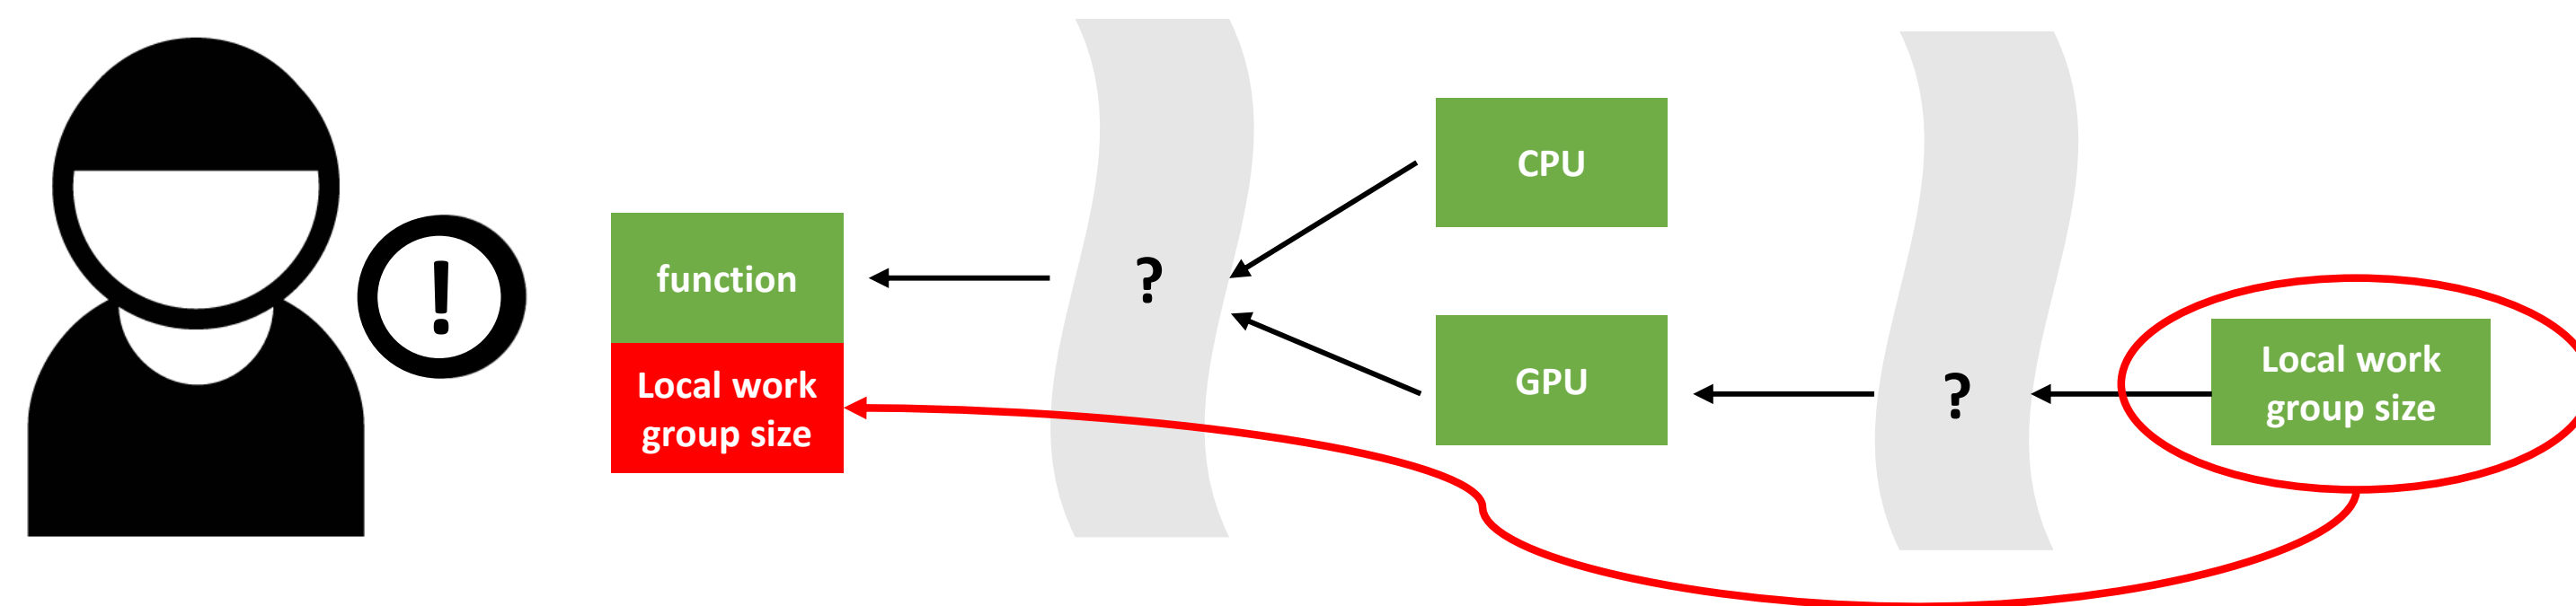 !
function
Local work
group size
?
CPU
GPU
?
Local work
group size